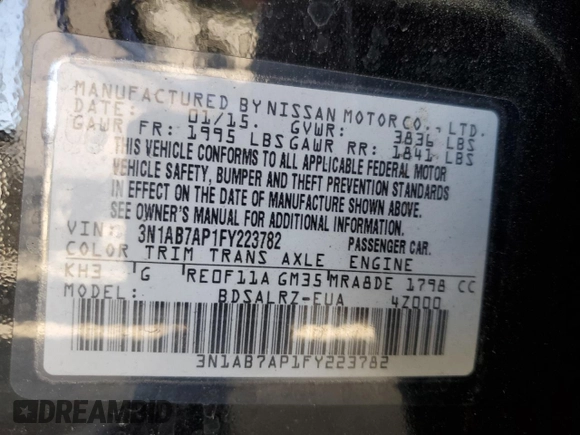 MANUFACTURED BY NISSAN MOTOR CO., LTD.
DATE: 01/15. GVWR: 3836 LBS
GAWR FR: 1995 LBS GAWR RR: 1841 LBS
THIS VEHICLE CONFORMS TO ALL APPLICABLE FEDERAL MOTOR
VEHICLE SAFETY, BUMPER AND THEFT PREVENTION STANDARDS
IN EFFECT ON THE DATE OF MANUFACTURE SHOWN ABOVE.
SEE OWNER'S MANUAL FOR ADDITIONAL INFORMATION.
VIN: 3N1AB7AP1FY223782 PASSENGER CAR.
COLOR TRIM TRANS AXLE ENGINE
KH3 G RE0F11A GM35 MRA8DE 1798 CC
BDSALRZ-EUA 4Z000
3N1AB7AP1FY223782
DREAMBID